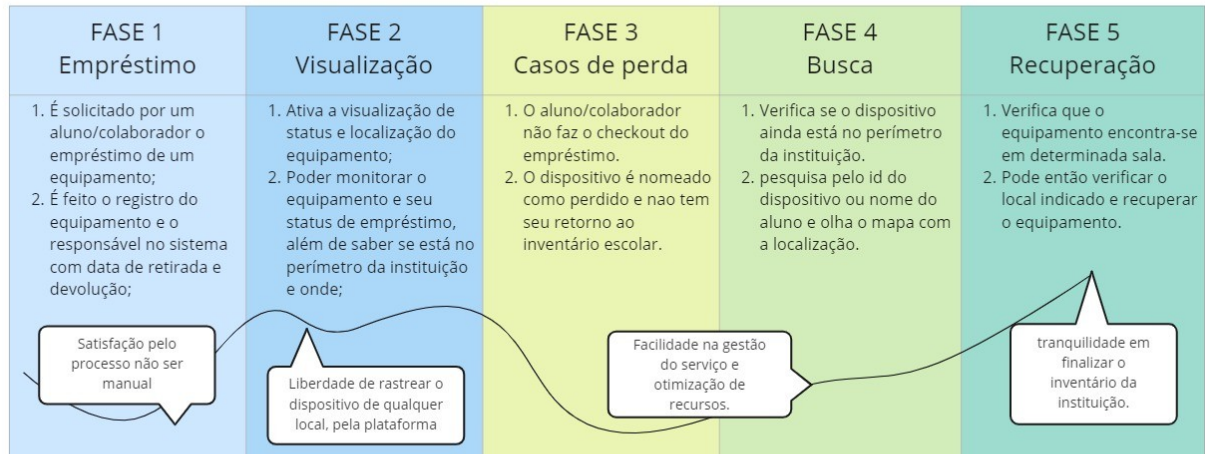 FASE 1
Empréstimo
1. É solicitado por um
aluno/colaborador o
empréstimo de um
equipamento;
2. É feito o registro do
equipamento e o
responsável no sistema
com data de retirada e
devolução;
Satisfação pelo
processo não ser
manual
FASE 2
Visualização
1. Ativa a visualização de
status e localização do
equipamento;
2. Poder monitorar o
equipamento e seu
status de empréstimo,
além de saber se está no
perímetro da instituição
e onde;
Liberdade de rastrear o
dispositivo de qualquer
local, pela plataforma
FASE 3
Casos de perda
1. O aluno/colaborador
não faz o checkout do
empréstimo.
2. O dispositivo é nomeado
como perdido e nao tem
seu retorno ao
inventário escolar.
Facilidade na gestão
do serviço e
otimização de
recursos.
FASE 4
Busca
1. Verifica se o dispositivo
ainda está no perímetro
da instituição.
2. pesquisa pelo id do
dispositivo ou nome do
aluno e olha o mapa com
a localização.
FASE 5
Recuperação
1. Verifica que o
equipamento encontra-se
em determinada sala.
2. Pode então verificar o
local indicado e recuperar
o equipamento.
tranquilidade em
finalizar o
inventário da
instituição.